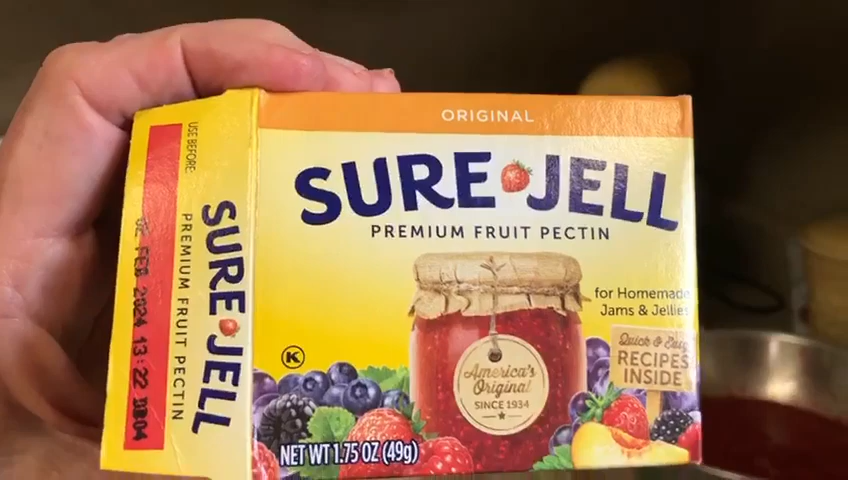 ORIGINAL
SURE JELL
PREMIUM FRUIT PECTIN
for Homemade
Jams & Jellies
Quick & Easy
RECIPES
INSIDE
America's
Original
SINCE 1934
K
NET WT 1.75 OZ (49g)
USE BEFORE:
FEB 2024 13:22
SURE JELL
PREMIUM FRUIT PECTIN